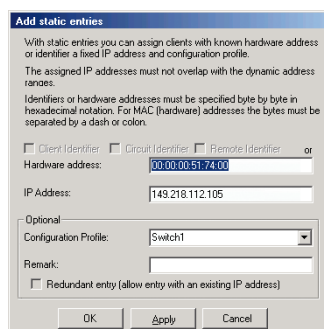 Add static entries
With static entries you can assign clients with known hardware address
or identifier a fixed IP address and configuration profile.
The assigned IP addresses must not overlap with the dynamic address
ranges.
Identifiers or hardware addresses must be specified byte by byte in
hexadecimal notation. For MAC (hardware) addresses the bytes must be
separated by a dash or colon.
Client Identifier Circuit Identifier Remote Identifier or
Hardware address: 00:00:00:51:74:00
IP Address: 149.218.112.105
Optional
Configuration Profile: Switch1
Remark:
Redundant entry (allow entry with an existing IP address)
OK Apply Cancel